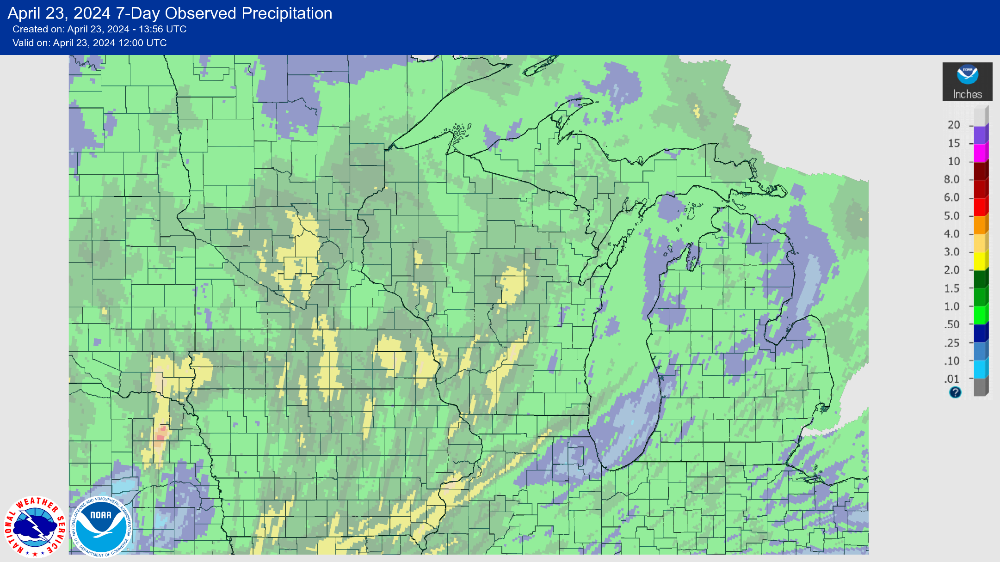 April 23, 2024 7-Day Observed Precipitation
Created on: April 23, 2024 - 13:56 UTC
Valid on: April 23, 2024 12:00 UTC
NOAA
Inches
20
15
10
8.0
6.0
5.0
4.0
3.0
2.0
1.5
1.0
.50
.25
.10
.01
?
NATIONAL WEATHER SERVICE
NATIONAL OCEANIC AND ATMOSPHERIC ADMINISTRATION
NOAA
U.S. DEPARTMENT OF COMMERCE